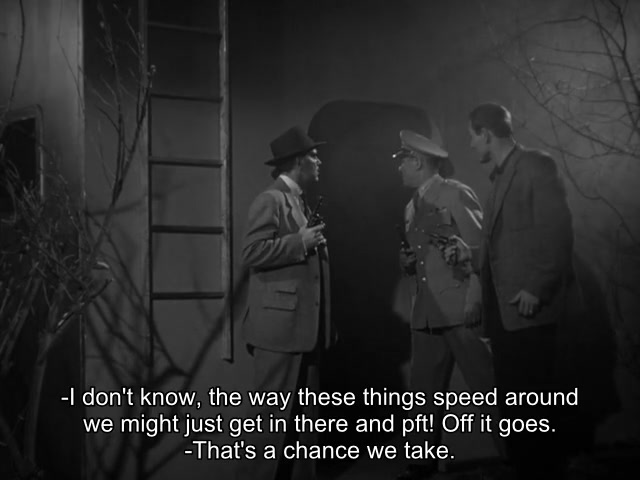 -I don't know, the way these things speed around
we might just get in there and pft! Off it goes.
-That's a chance we take.